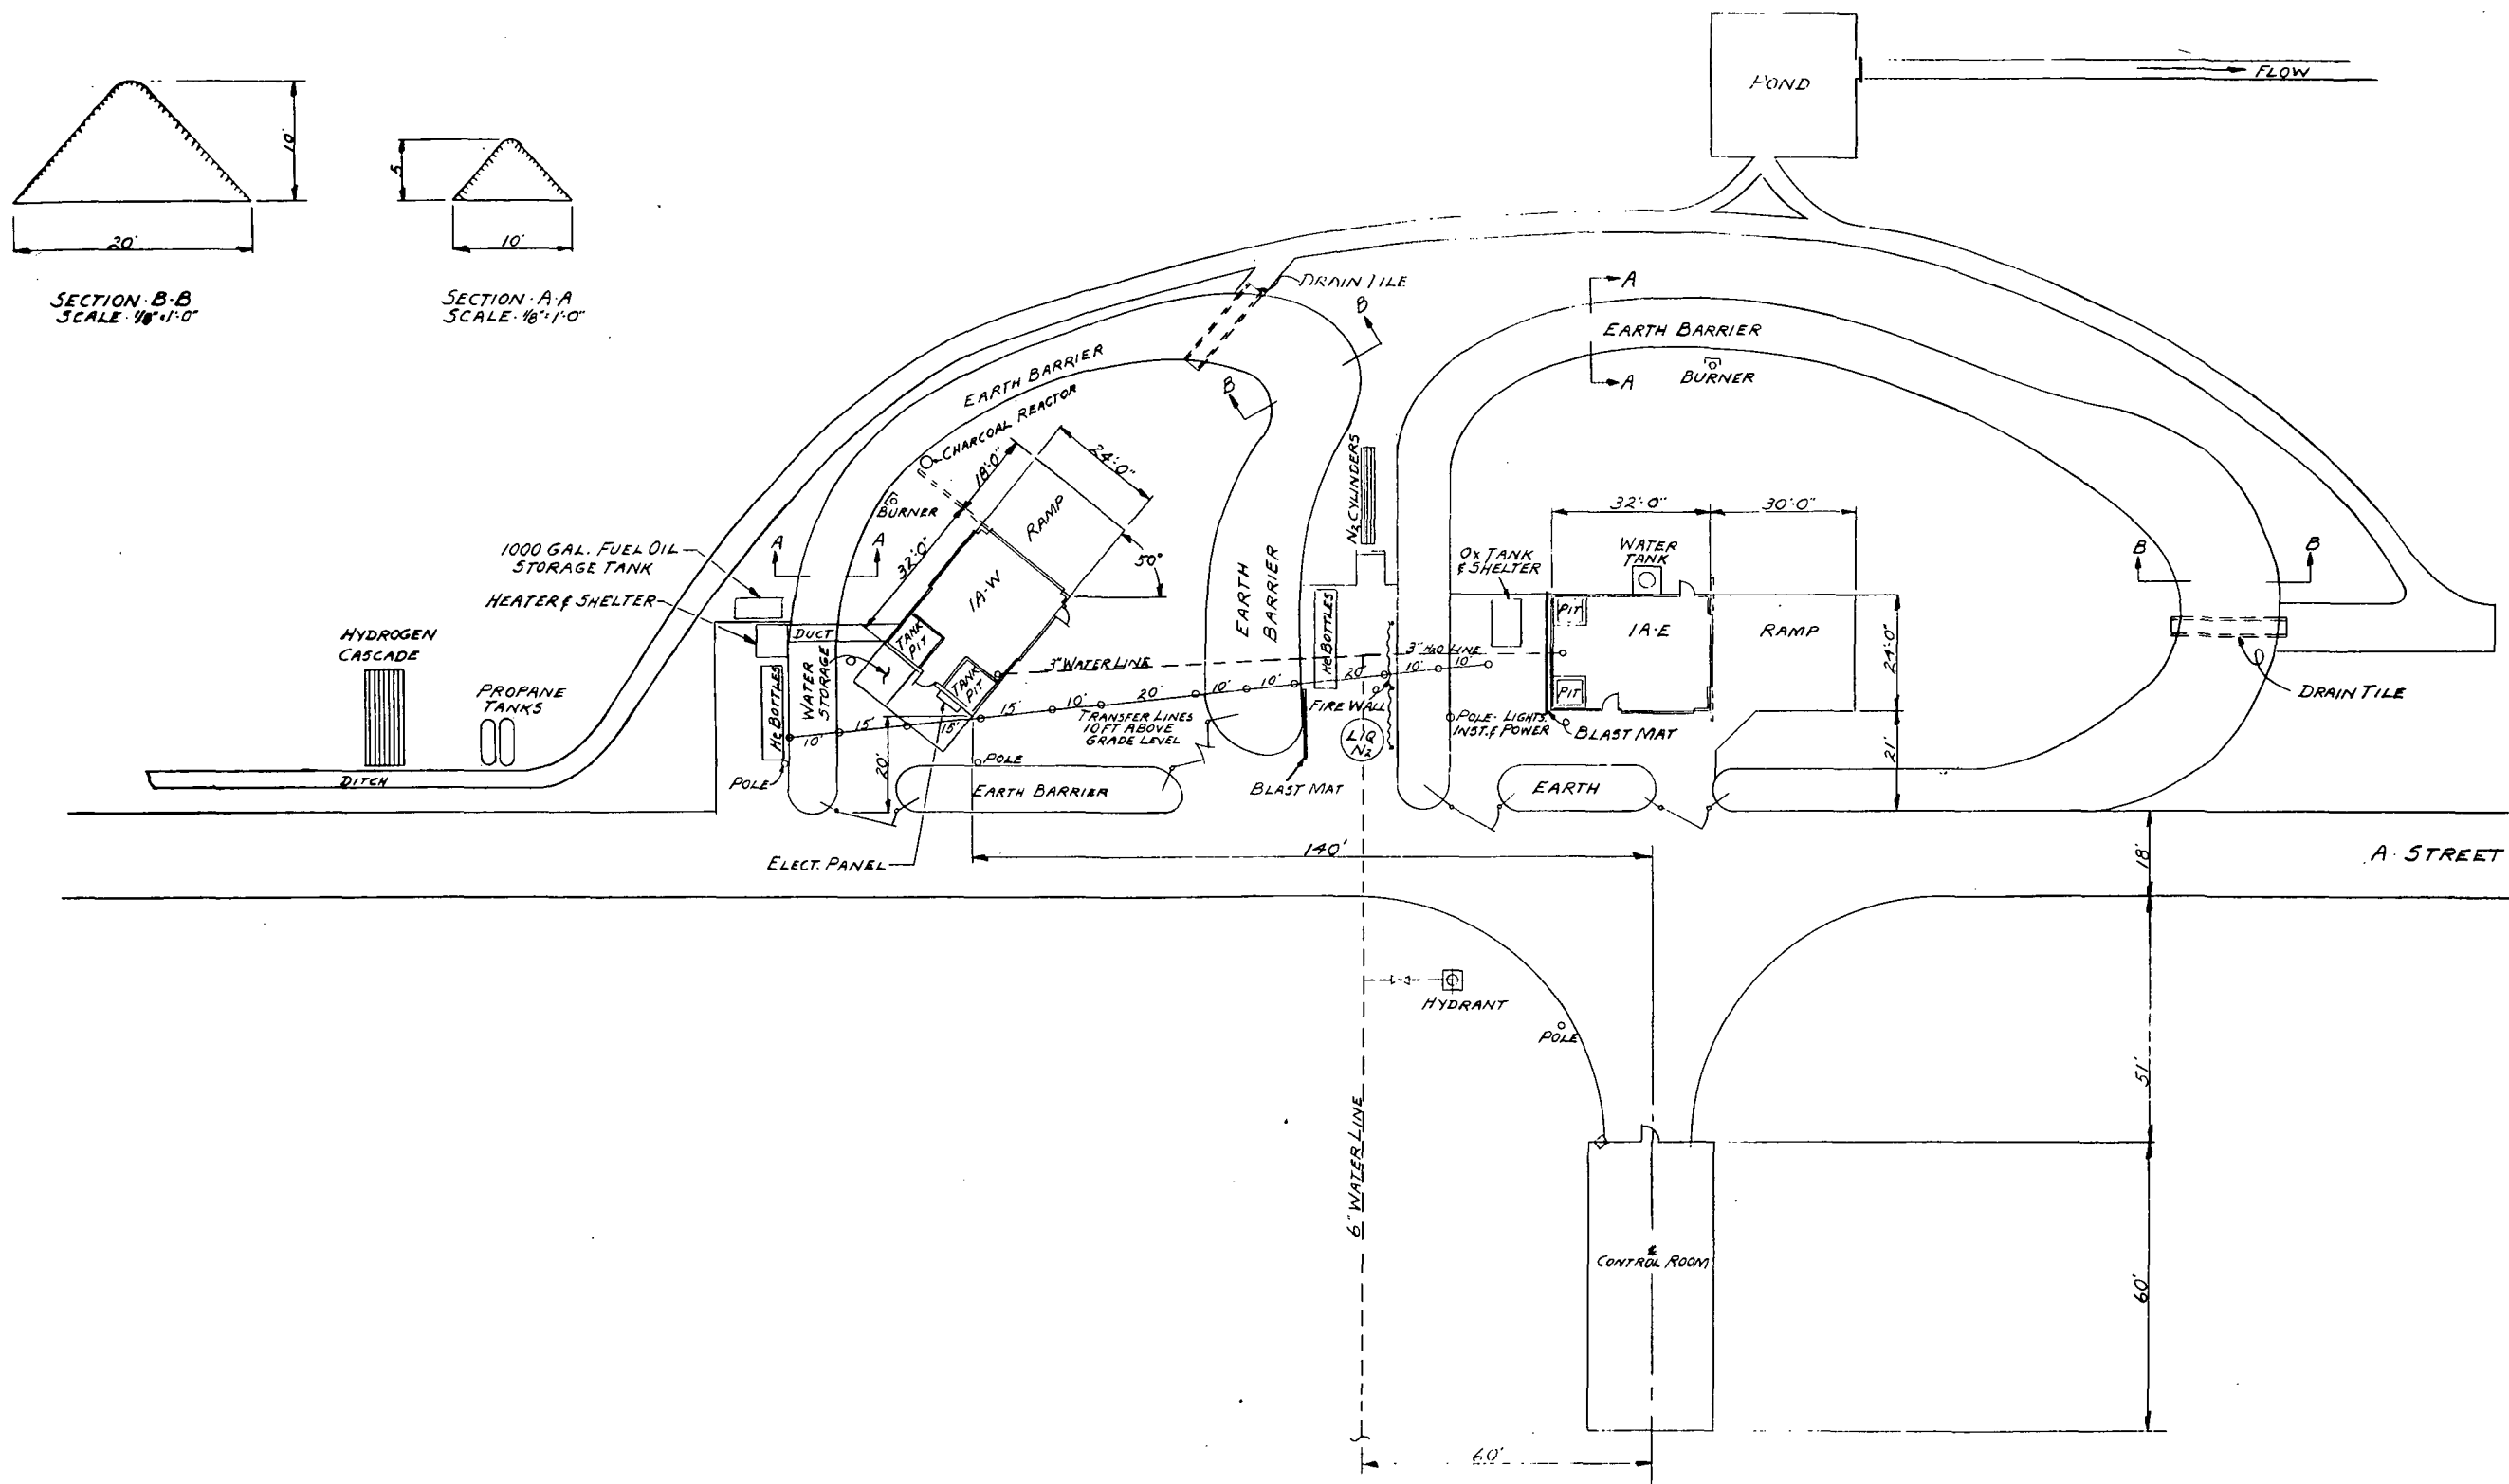 POND
FLOW
10'
20'
SECTION·B·B
SCALE·1/8"=1'-0"
5
10'
SECTION·A·A
SCALE·1/8"=1'-0"
DRAIN TILE
B
B
A
A
EARTH BARRIER
BURNER
EARTH BARRIER
CHARCOAL REACTOR
18'-0"
24'-0"
RAMP
BURNER
32'-0"
50°
1A-W
A
A
1000 GAL. FUEL OIL
STORAGE TANK
HEATER & SHELTER
DUCT
TANK
PIT
TANK
PIT
WATER
STORAGE
He BOTTLES
HYDROGEN
CASCADE
PROPANE
TANKS
DITCH
POLE
10'
15'
15'
15'
10'
20'
10'
10'
20'
10'
10'
20'
3" WATER LINE
TRANSFER LINES
10 FT ABOVE
GRADE LEVEL
POLE
EARTH BARRIER
ELECT. PANEL
EARTH
BARRIER
N2 CYLINDERS
He BOTTLES
FIRE WALL
LIQ
N2
BLAST MAT
OX TANK
& SHELTER
WATER
TANK
32'-0"
30'-0"
PIT
PIT
1A-E
RAMP
24'-0"
21'
3" H2O LINE
POLE- LIGHTS.
INST. & POWER
BLAST MAT
EARTH
B
B
DRAIN TILE
140'
A· STREET
18'
51'
60'
HYDRANT
POLE
6" WATER LINE
CONTROL ROOM
60'